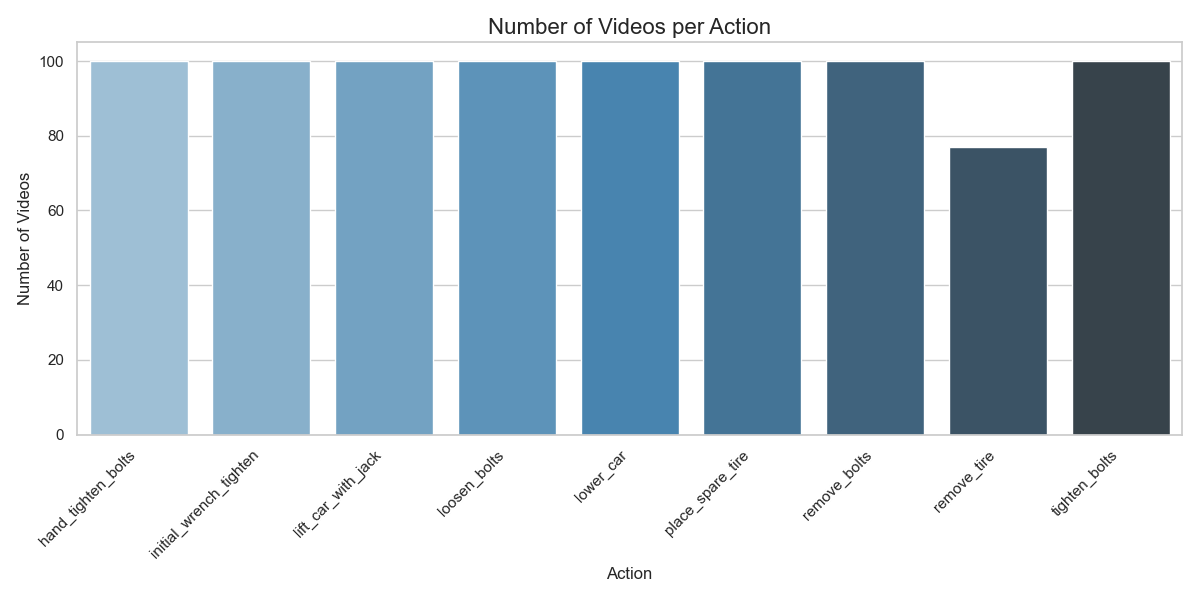 Number of Videos per Action
Number of Videos
100
80
60
40
20
0
hand_tighten_bolts
initial_wrench_tighten
lift_car_with_jack
loosen_bolts
lower_car
place_spare_tire
remove_bolts
remove_tire
tighten_bolts
Action